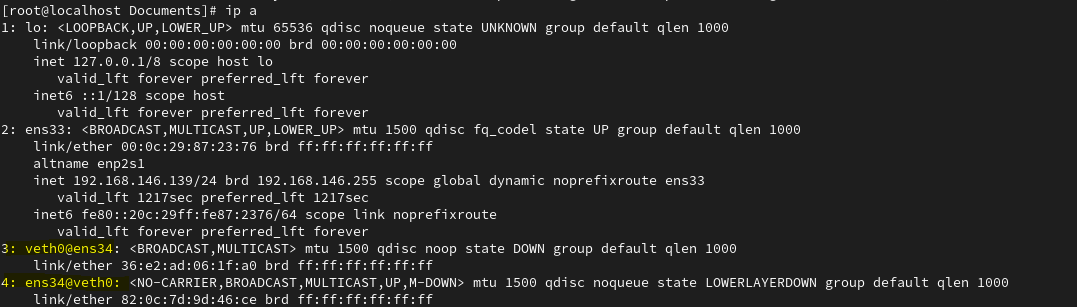 [root@localhost Documents]# ip a
1: lo: <LOOPBACK,UP,LOWER_UP> mtu 65536 qdisc noqueue state UNKNOWN group default qlen 1000
    link/loopback 00:00:00:00:00:00 brd 00:00:00:00:00:00
    inet 127.0.0.1/8 scope host lo
       valid_lft forever preferred_lft forever
    inet6 ::1/128 scope host
       valid_lft forever preferred_lft forever
2: ens33: <BROADCAST,MULTICAST,UP,LOWER_UP> mtu 1500 qdisc fq_codel state UP group default qlen 1000
    link/ether 00:0c:29:87:23:76 brd ff:ff:ff:ff:ff:ff
    altname enp2s1
    inet 192.168.146.139/24 brd 192.168.146.255 scope global dynamic noprefixroute ens33
       valid_lft 1217sec preferred_lft 1217sec
    inet6 fe80::20c:29ff:fe87:2376/64 scope link noprefixroute
       valid_lft forever preferred_lft forever
3: veth0@ens34: <BROADCAST,MULTICAST> mtu 1500 qdisc noop state DOWN group default qlen 1000
    link/ether 36:e2:ad:06:1f:a0 brd ff:ff:ff:ff:ff:ff
4: ens34@veth0: <NO-CARRIER,BROADCAST,MULTICAST,UP,M-DOWN> mtu 1500 qdisc noqueue state LOWERLAYERDOWN group default qlen 1000
    link/ether 82:0c:7d:9d:46:ce brd ff:ff:ff:ff:ff:ff